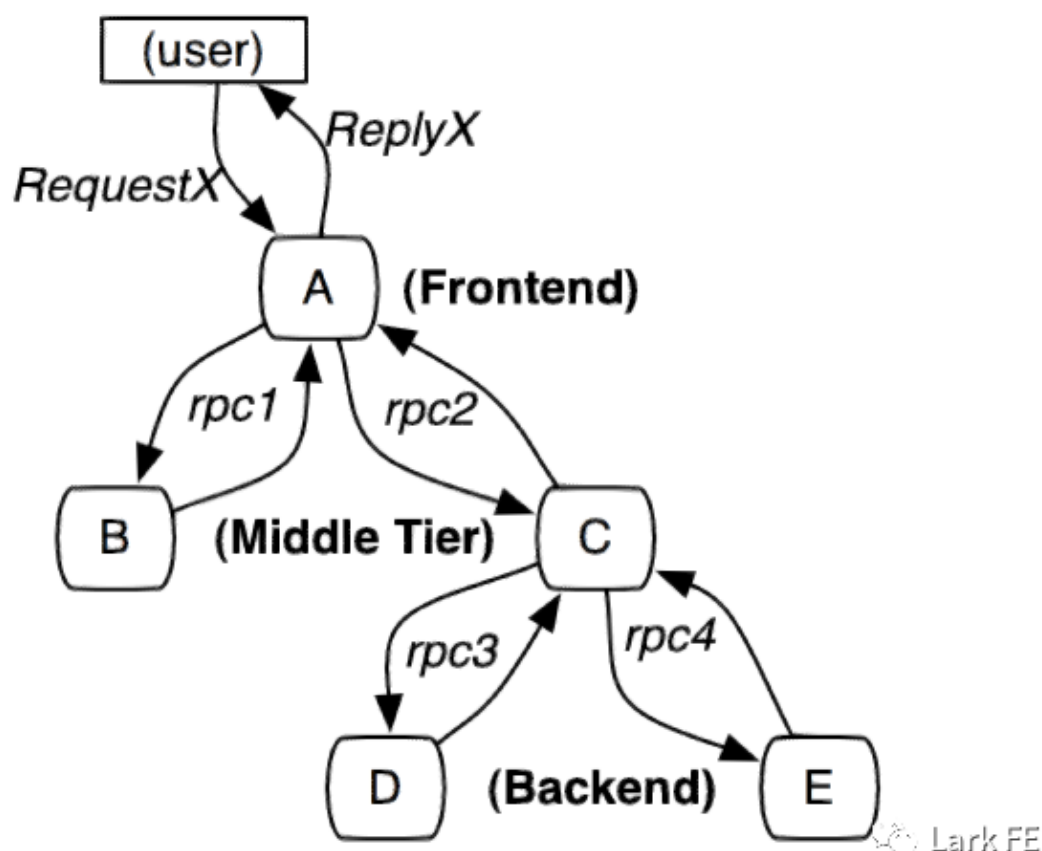 (user)
ReplyX
RequestX
A
(Frontend)
rpc1
rpc2
B
(Middle Tier)
C
rpc3
rpc4
D
(Backend)
E
Lark FE